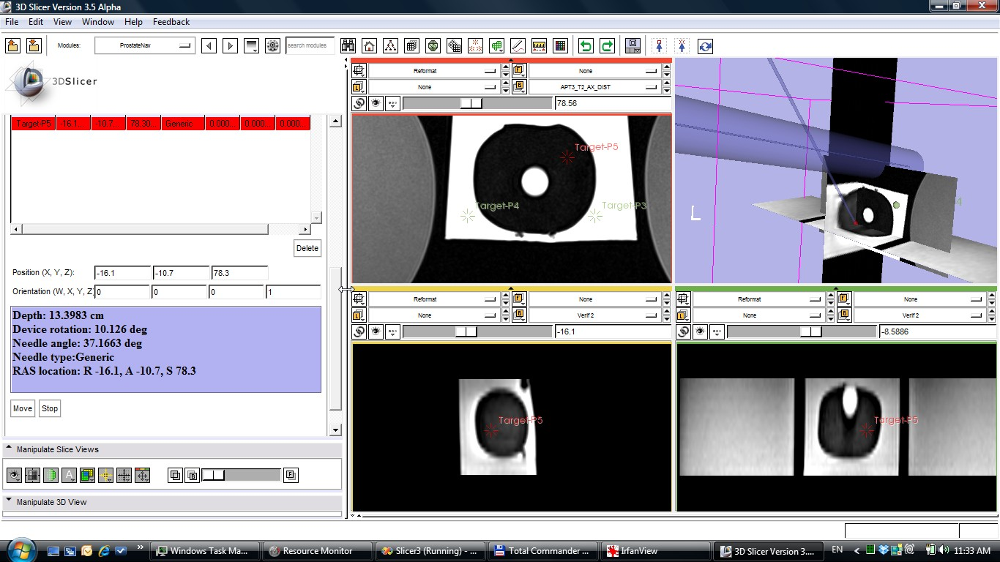 3D Slicer Version 3.5 Alpha
File Edit View Window Help Feedback
Modules: ProstateNav search modules
3DSlicer
Target-P5 -16.1... -10.7... 78.30... Generic 0.000... 0.000... 0.000...
Delete
Position (X, Y, Z): -16.1 -10.7 78.3
Orientation (W, X, Y, Z 0 0 0 1
Depth: 13.3983 cm
Device rotation: 10.126 deg
Needle angle: 37.1663 deg
Needle type:Generic
RAS location: R -16.1, A -10.7, S 78.3
Move Stop
Manipulate Slice Views
Manipulate 3D View
Reformat None
None APT3_T2_AX_DIST
78.56
Target-P5
Target-P4 Target-P3
L
Reformat None
None Verif 2
-16.1
Target-P5
Reformat None
None Verif 2
-8.5886
Target-P5
Windows Task Ma... Resource Monitor Slicer3 (Running) - ... Total Commander ... IrfanView 3D Slicer Version 3.... EN 11:33 AM